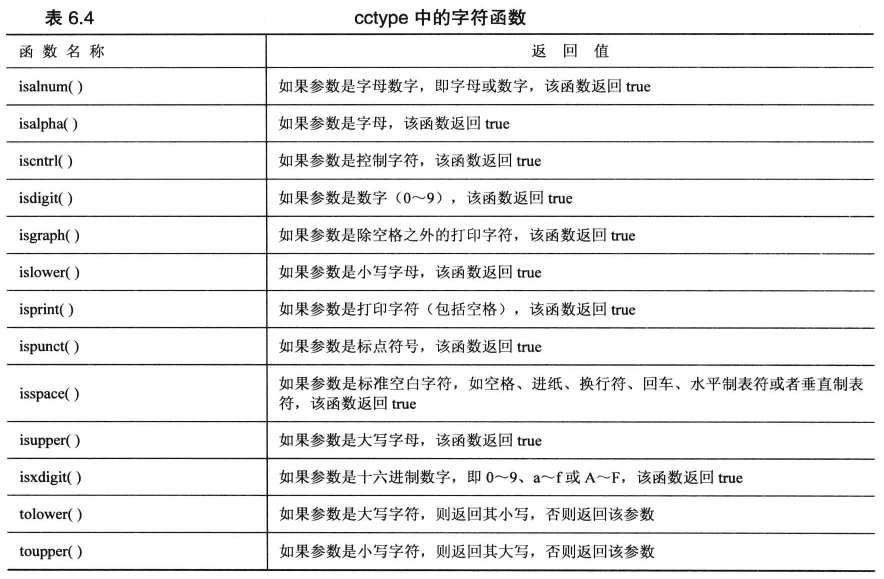 表 6.4 cctype 中的字符函数
函 数 名 称 返 回 值
isalnum( ) 如果参数是字母数字，即字母或数字，该函数返回 true
isalpha( ) 如果参数是字母，该函数返回 true
iscntrl( ) 如果参数是控制字符，该函数返回 true
isdigit( ) 如果参数是数字（0～9），该函数返回 true
isgraph( ) 如果参数是除空格之外的打印字符，该函数返回 true
islower( ) 如果参数是小写字母，该函数返回 true
isprint( ) 如果参数是打印字符（包括空格），该函数返回 true
ispunct( ) 如果参数是标点符号，该函数返回 true
isspace( ) 如果参数是标准空白字符，如空格、进纸、换行符、回车、水平制表符或者垂直制表
符，该函数返回 true
isupper( ) 如果参数是大写字母，该函数返回 true
isxdigit( ) 如果参数是十六进制数字，即 0～9、a～f 或 A～F，该函数返回 true
tolower( ) 如果参数是大写字符，则返回其小写，否则返回该参数
toupper( ) 如果参数是小写字符，则返回其大写，否则返回该参数